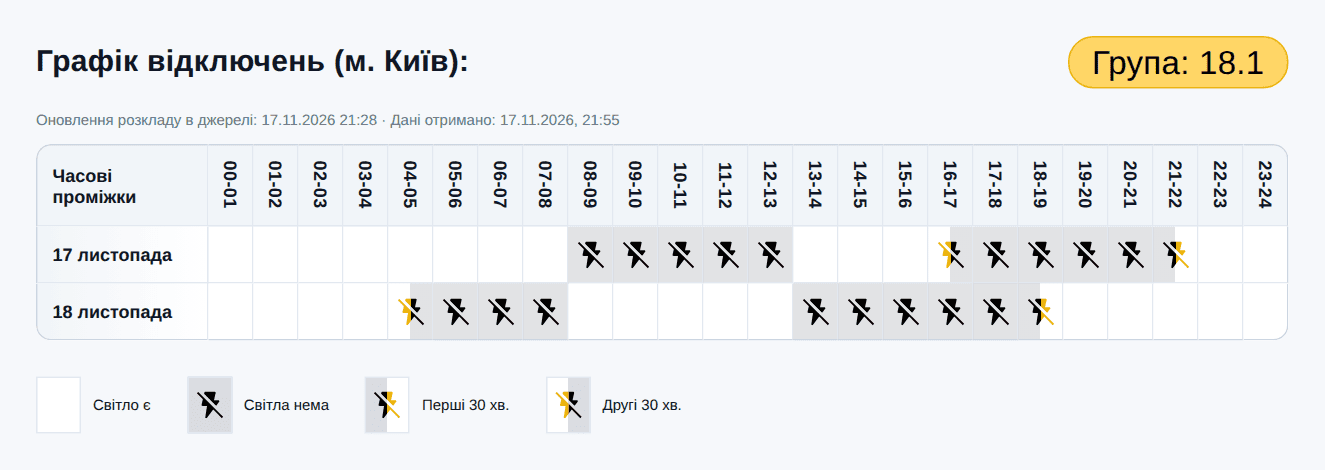 Графік відключень (м. Київ):
Група: 18.1
Оновлення розкладу в джерелі: 17.11.2026 21:28 · Дані отримано: 17.11.2026, 21:55
Часові проміжки 00-01 01-02 02-03 03-04 04-05 05-06 06-07 07-08 08-09 09-10 10-11 11-12 12-13 13-14 14-15 15-16 16-17 17-18 18-19 19-20 20-21 21-22 22-23 23-24
17 листопада
18 листопада
Світло є Світла нема Перші 30 хв. Другі 30 хв.